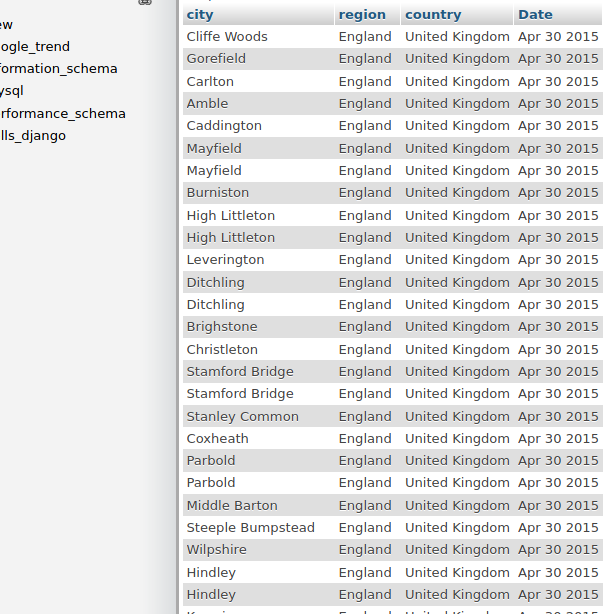 city region country Date
ew
Cliffe Woods England United Kingdom Apr 30 2015
ogle_trend
Gorefield England United Kingdom Apr 30 2015
formation_schema
Carlton England United Kingdom Apr 30 2015
ysql
Amble England United Kingdom Apr 30 2015
rformance_schema
Caddington England United Kingdom Apr 30 2015
lls_django
Mayfield England United Kingdom Apr 30 2015
Mayfield England United Kingdom Apr 30 2015
Burniston England United Kingdom Apr 30 2015
High Littleton England United Kingdom Apr 30 2015
High Littleton England United Kingdom Apr 30 2015
Leverington England United Kingdom Apr 30 2015
Ditchling England United Kingdom Apr 30 2015
Ditchling England United Kingdom Apr 30 2015
Brighstone England United Kingdom Apr 30 2015
Christleton England United Kingdom Apr 30 2015
Stamford Bridge England United Kingdom Apr 30 2015
Stamford Bridge England United Kingdom Apr 30 2015
Stanley Common England United Kingdom Apr 30 2015
Coxheath England United Kingdom Apr 30 2015
Parbold England United Kingdom Apr 30 2015
Parbold England United Kingdom Apr 30 2015
Middle Barton England United Kingdom Apr 30 2015
Steeple Bumpstead England United Kingdom Apr 30 2015
Wilpshire England United Kingdom Apr 30 2015
Hindley England United Kingdom Apr 30 2015
Hindley England United Kingdom Apr 30 2015